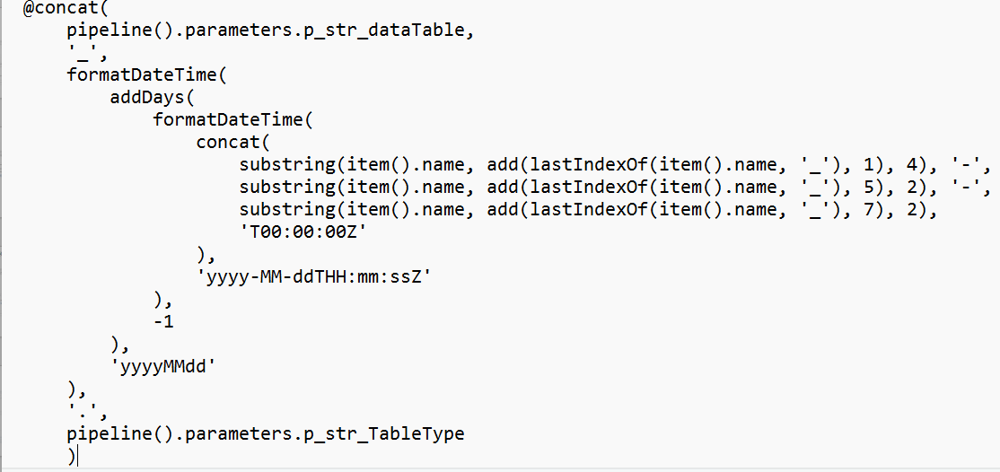 @concat(
    pipeline().parameters.p_str_dataTable,
    '_',
    formatDateTime(
        addDays(
            formatDateTime(
                concat(
                    substring(item().name, add(lastIndexOf(item().name, '_'), 1), 4), '-',
                    substring(item().name, add(lastIndexOf(item().name, '_'), 5), 2), '-',
                    substring(item().name, add(lastIndexOf(item().name, '_'), 7), 2),
                    'T00:00:00Z'
                ),
                'yyyy-MM-ddTHH:mm:ssZ'
            ),
            -1
        ),
        'yyyyMMdd'
    ),
    '.',
    pipeline().parameters.p_str_TableType
    )